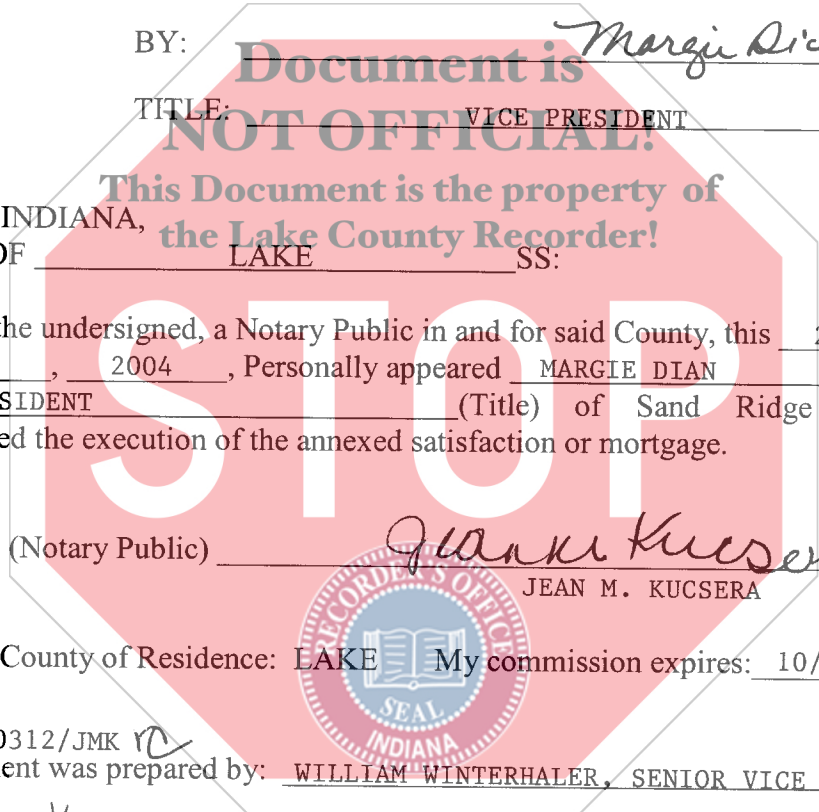 BY: Margie
Document is
TITLE: VICE PRESIDENT
NOT OFFICIAL!
This Document is the property of
INDIANA,
the Lake County Recorder!
OF LAKE SS:
the undersigned, a Notary Public in and for said County, this
, 2004 , Personally appeared MARGIE DIAN
SIDENT (Title) of Sand Ridge
ed the execution of the annexed satisfaction or mortgage.
STOP
(Notary Public) Jean M Kucser
JEAN M. KUCSERA
RECORDER'S OFFICE
County of Residence: LAKE My commission expires: 10/
SEAL
INDIANA
0312/JMK
ent was prepared by: WILLIAM WINTERHALER, SENIOR VICE